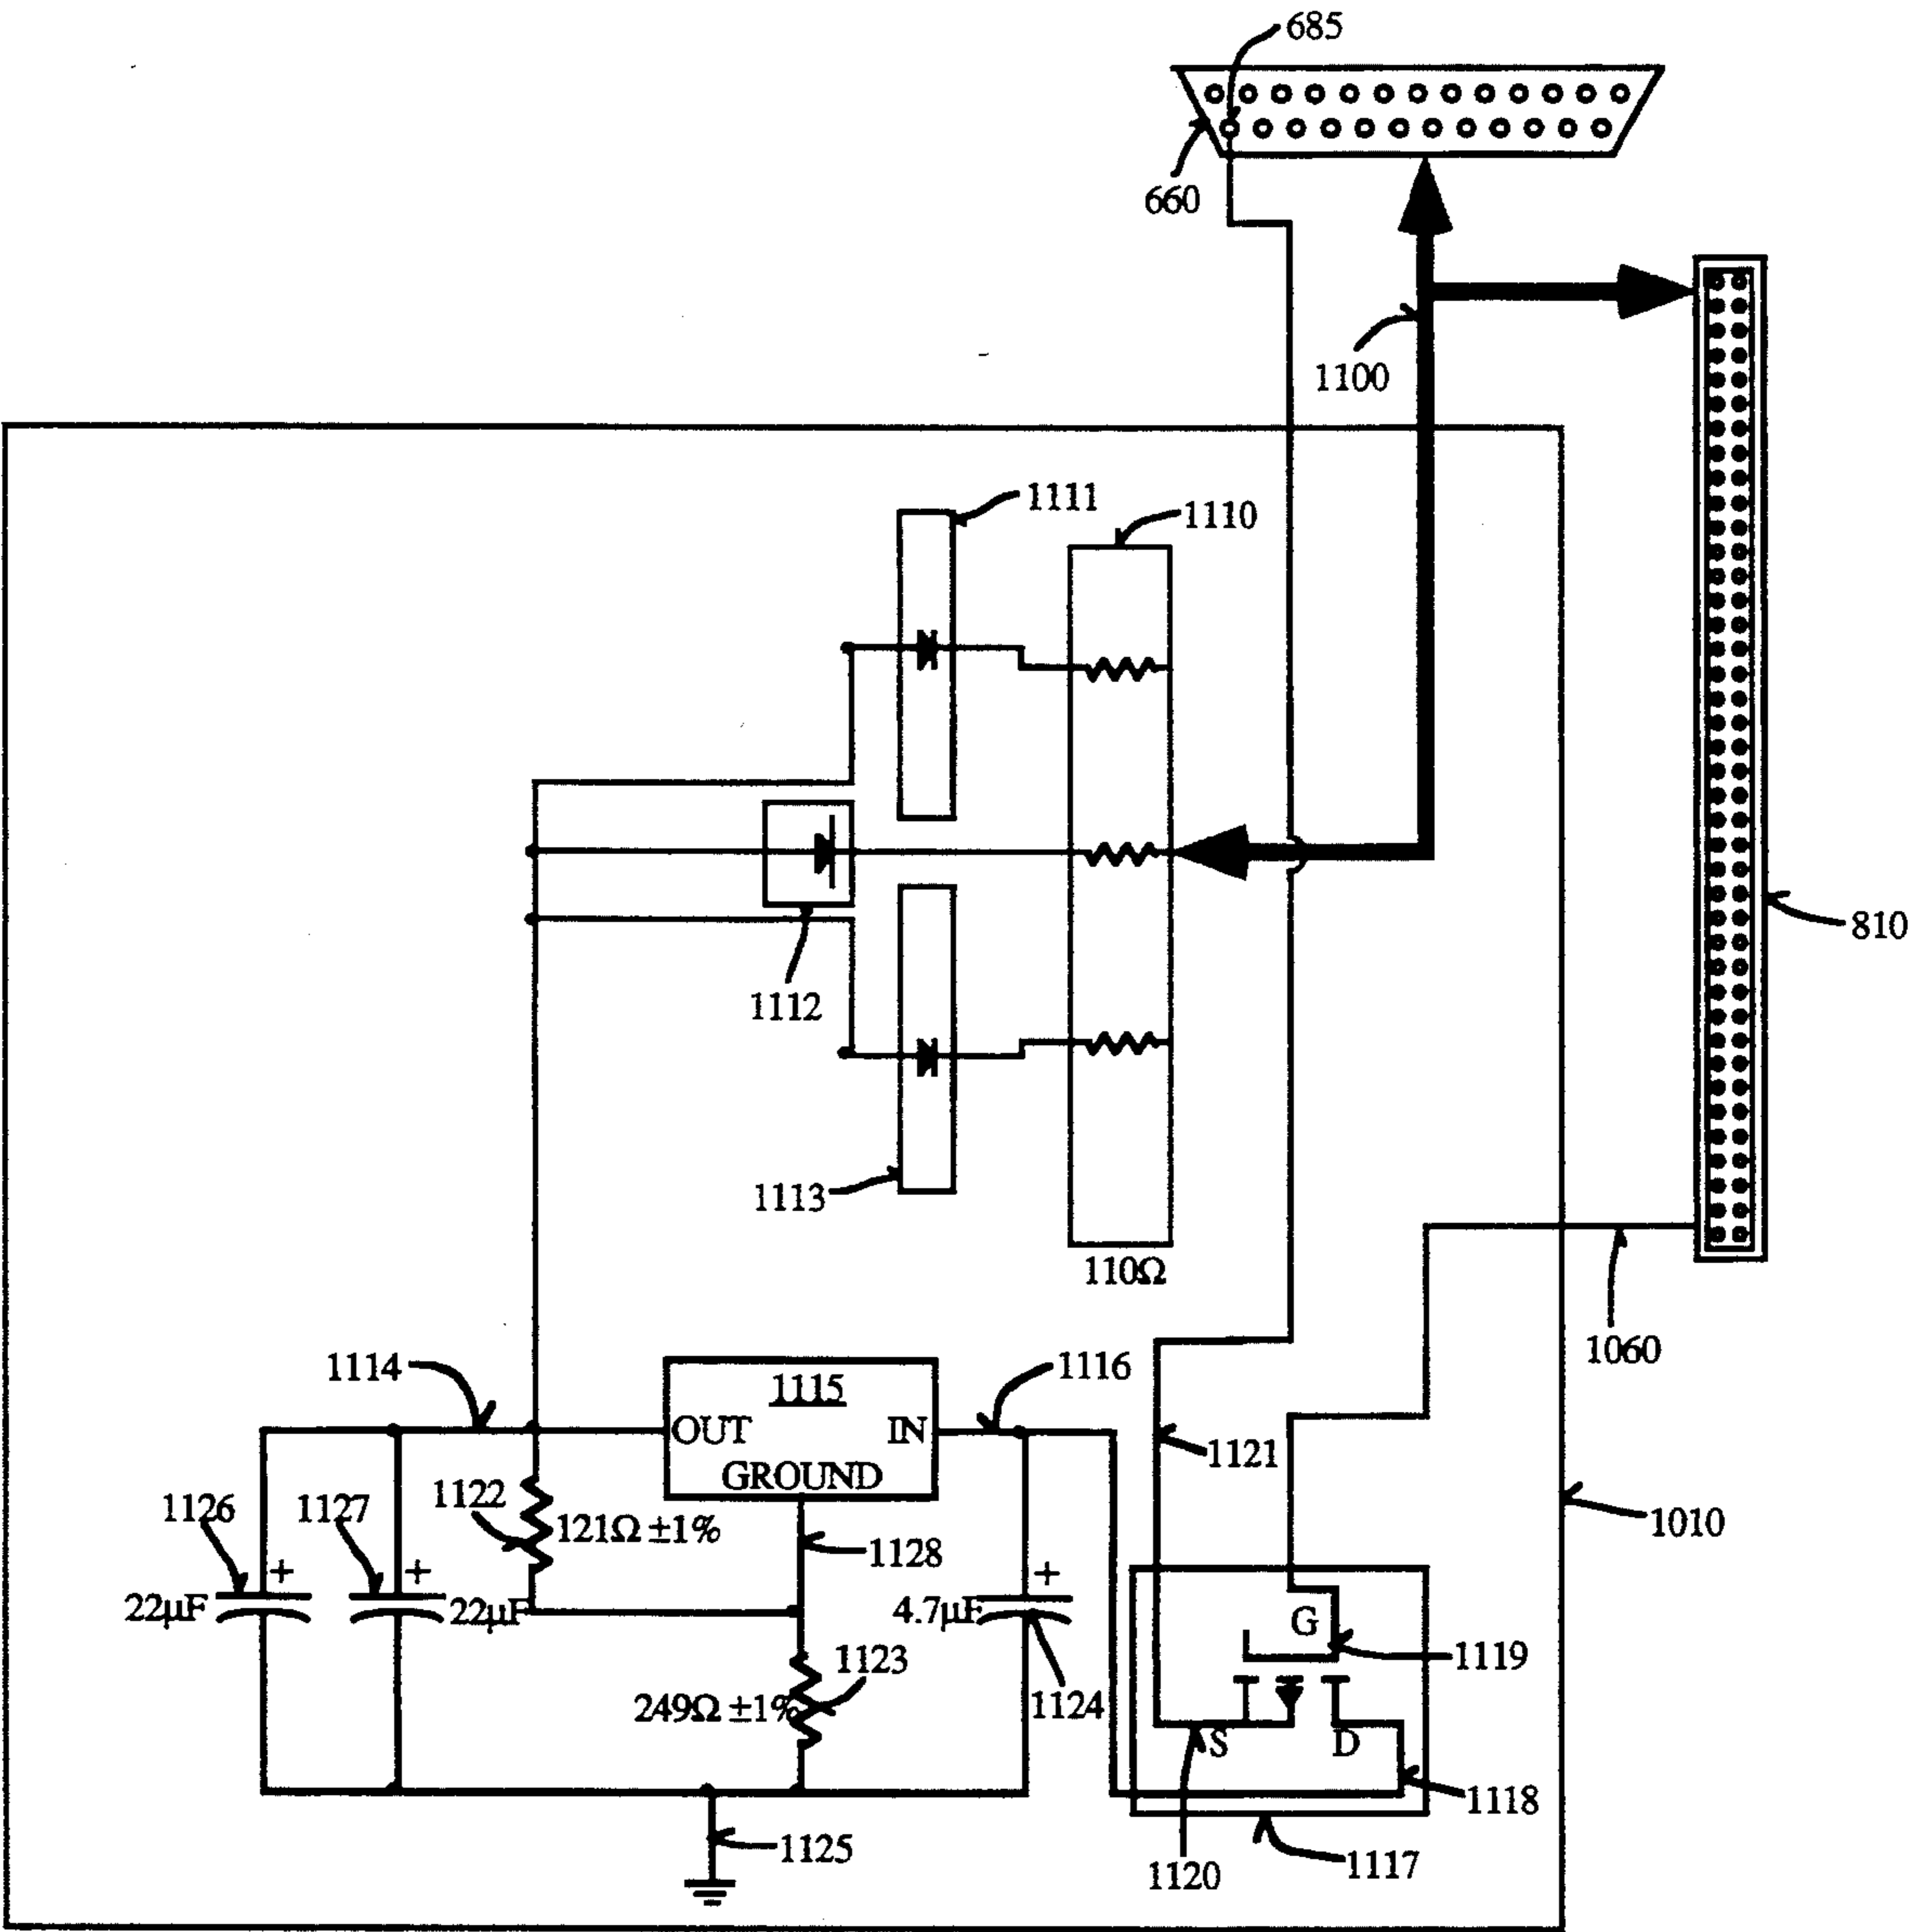 685
660
1100
1111
1110
810
1112
1113
110Ω
1060
1114
1115
1116
OUT
IN
GROUND
1121
1126
1127
1122
121Ω ±1%
1128
1010
+
+
+
22µF
22µF
4.7µF
G
1119
1123
249Ω ±1%
1124
S
D
1118
1125
1120
1117